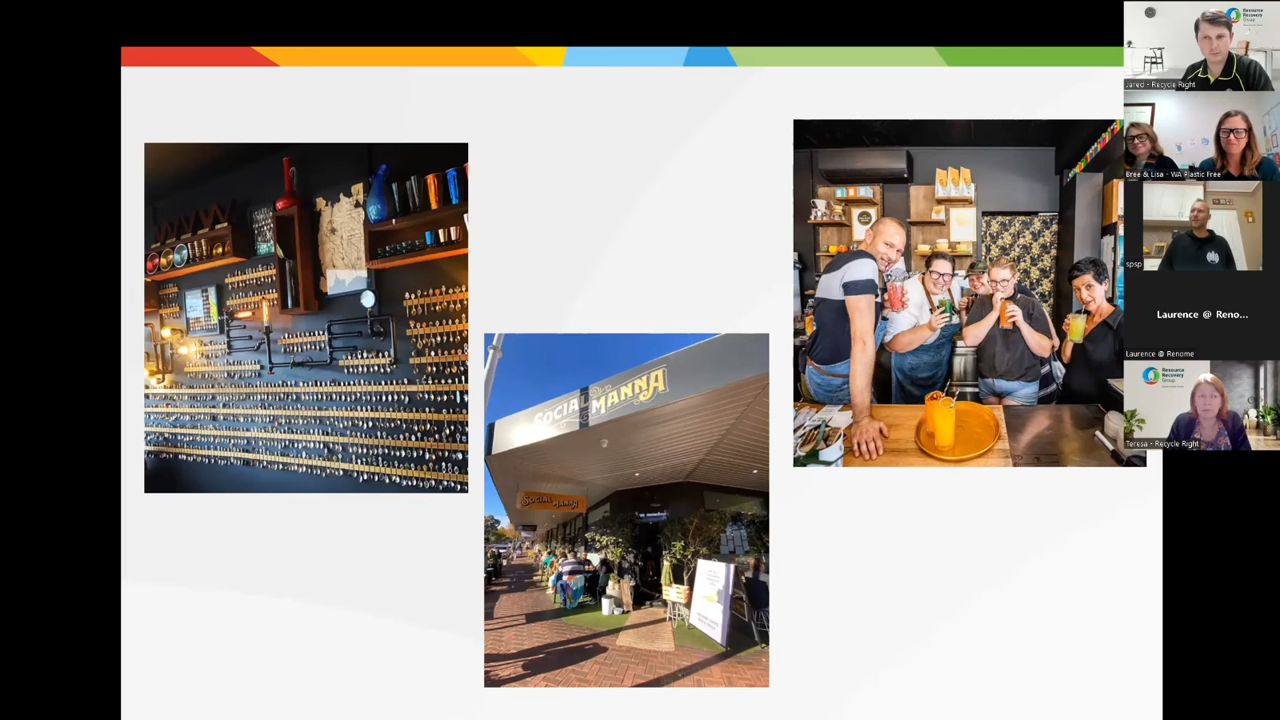 SOCIAL MANNA
SOCIAL MANNA
Resource
Recovery
Group
Jared - Recycle Right
Bree & Lisa - WA Plastic Free
spsp
Laurence @ Reno...
Laurence @ Renome
Resource
Recovery
Group
Teresa - Recycle Right